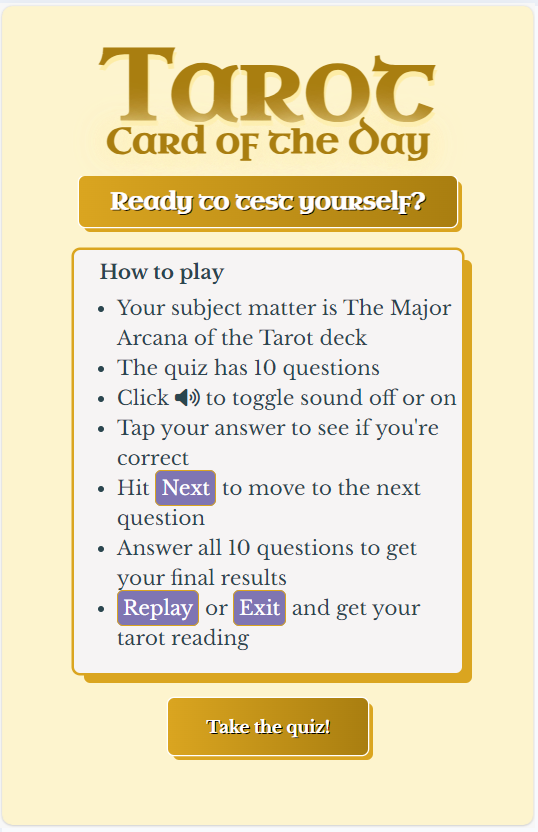 Tarot
Card of the Day
Ready to test yourself?
How to play
• Your subject matter is The Major
Arcana of the Tarot deck
• The quiz has 10 questions
• Click 🔊 to toggle sound off or on
• Tap your answer to see if you're
correct
• Hit Next to move to the next
question
• Answer all 10 questions to get
your final results
• Replay or Exit and get your
tarot reading
Take the quiz!